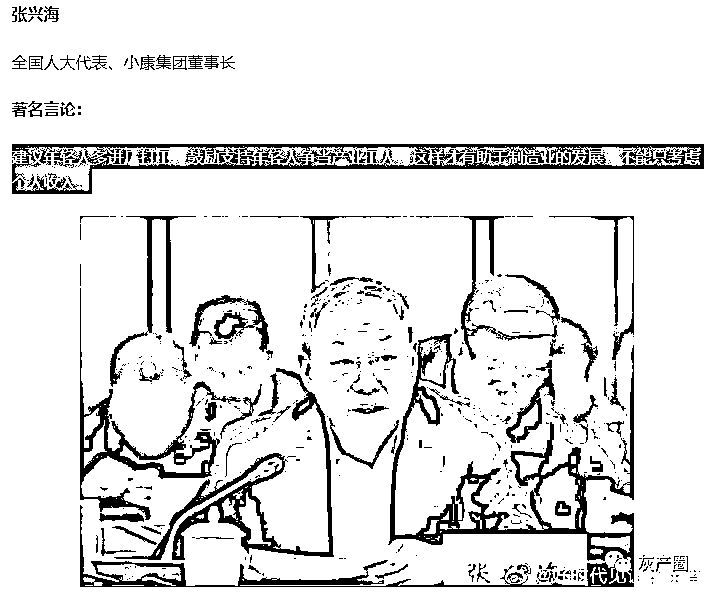 张兴海
全国人大代表、小康集团董事长
著名言论：
建议年轻人多进厂打工，鼓励支持年轻人争当产业工人，这样才有助于制造业的发展，不能只考虑
个人收入。
张 海
灰产圈